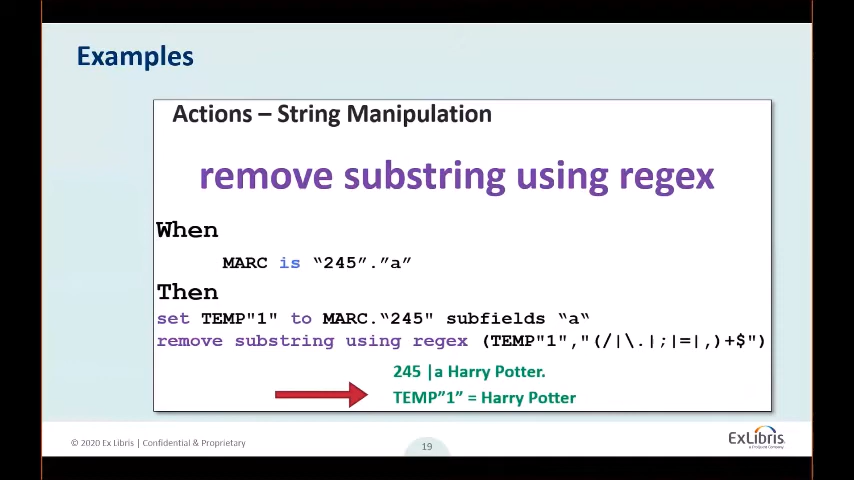 Examples
Actions – String Manipulation
remove substring using regex
When
MARC is “245”.”a”
Then
set TEMP"1" to MARC.“245" subfields “a“
remove substring using regex (TEMP"1","(/|\.|;|=|,)+$")
245 |a Harry Potter.
TEMP”1” = Harry Potter
© 2020 Ex Libris | Confidential & Proprietary
19
ExLibris